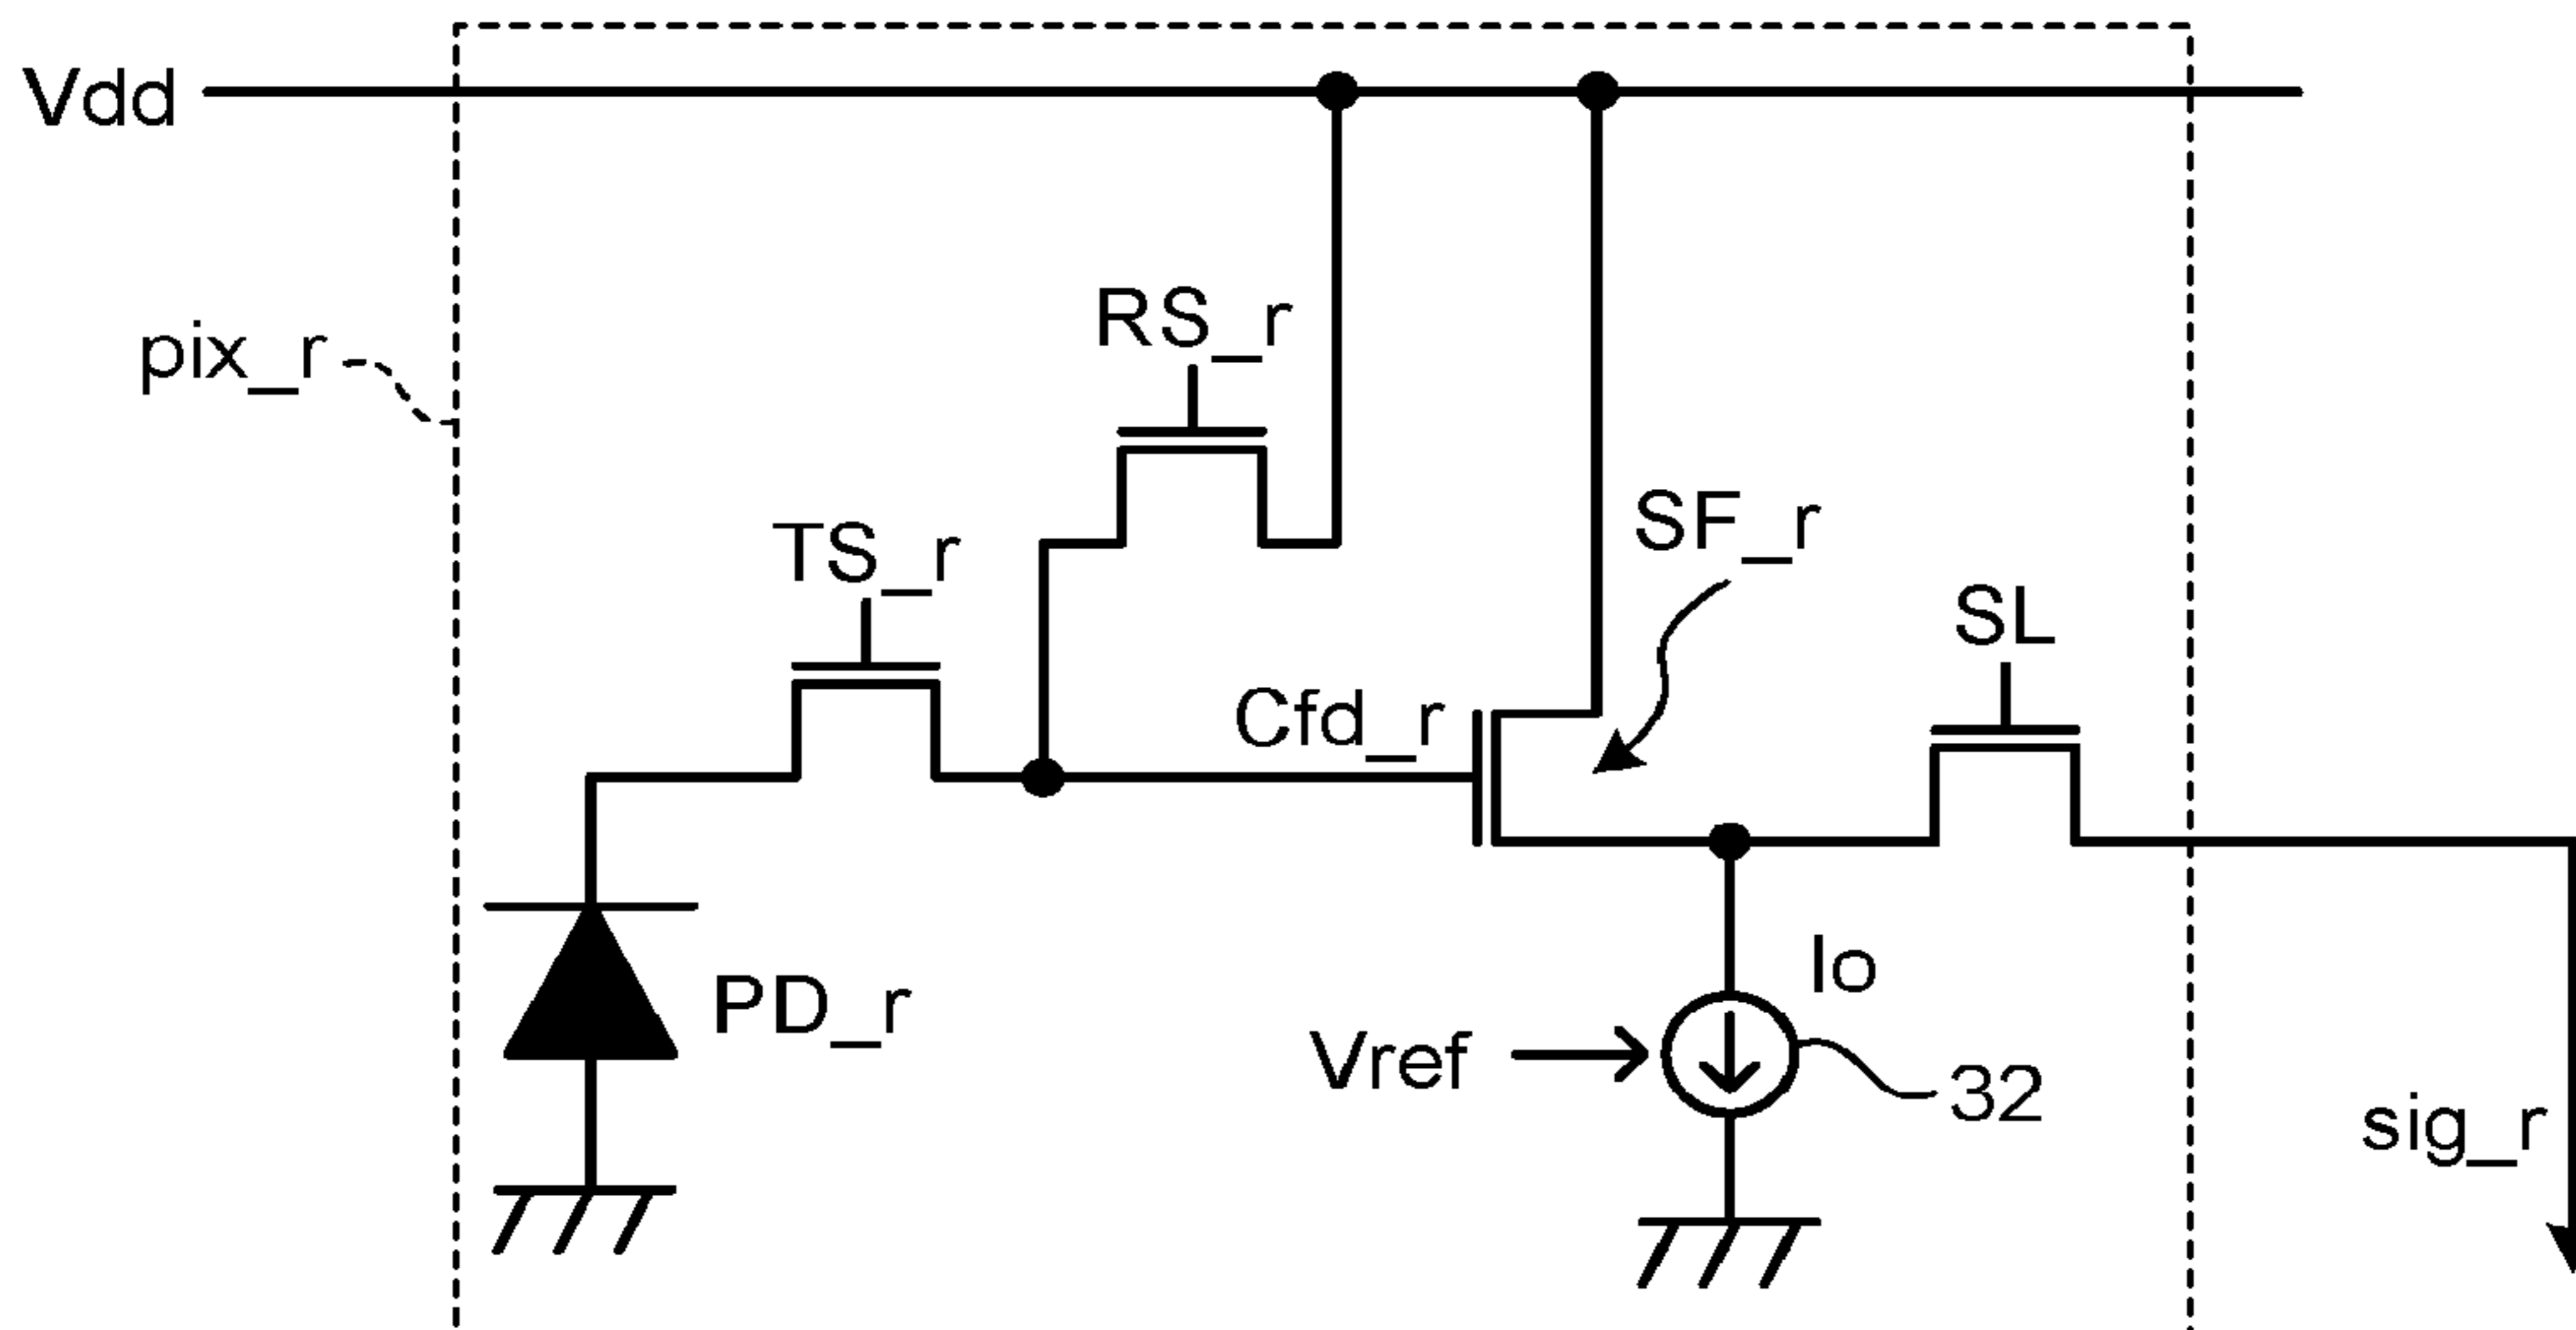 Vdd
pix_r
RS_r
TS_r
SF_r
SL
Cfd_r
PD_r
Io
Vref
32
sig_r